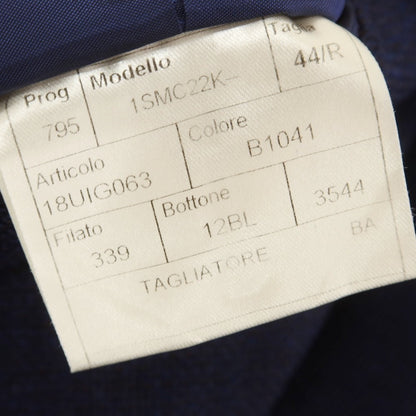 Prog Modello Taglia
795 1SMC22K- 44/R
Articolo Colore
18UIG063 B1041
Filato Bottone
339 12BL 3544
TAGLIATORE BA